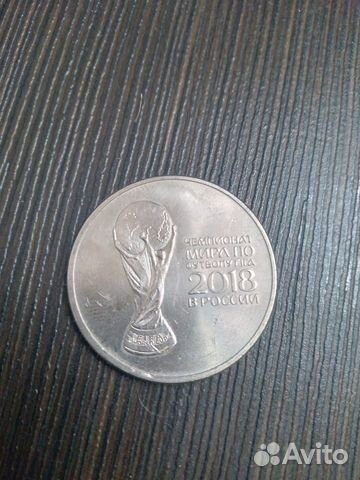 ЧЕМПИОНАТ
МИРА ПО
ФУТБОЛУ FIFA
2018
В РОССИИ
Avito